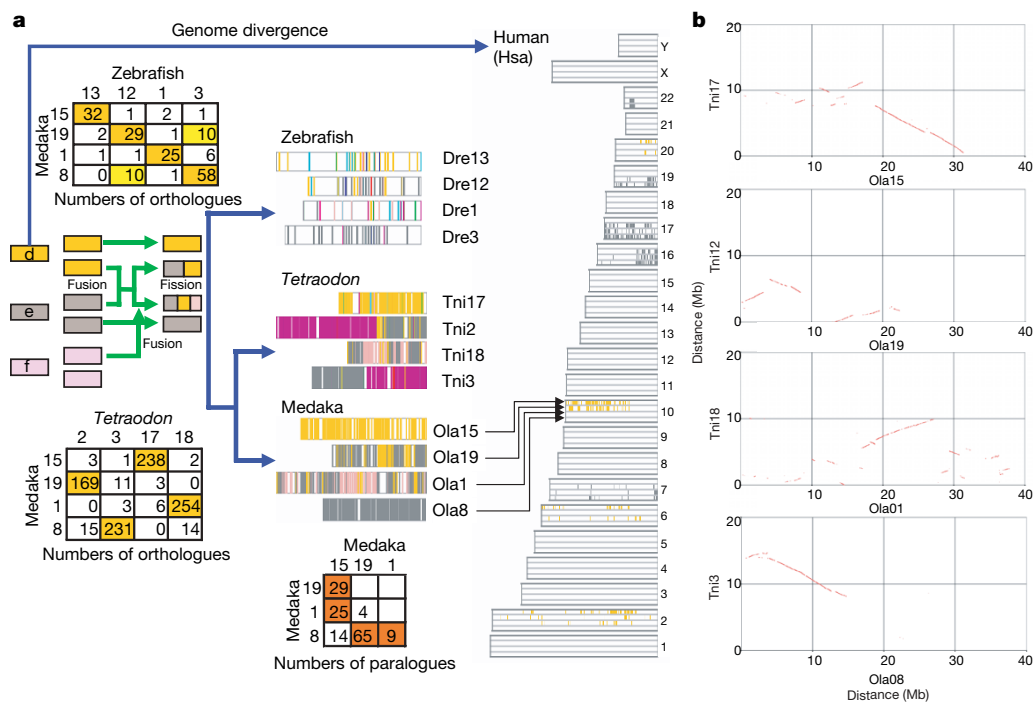 a
Genome divergence
Human
(Hsa)
Zebrafish
13 12 1 3
Medaka
15 32 1 2 1
19 2 29 1 10
1 1 1 25 6
8 0 10 1 58
Numbers of orthologues
d
e
f
Fusion
Fission
Fusion
Tetraodon
2 3 17 18
Medaka
15 3 1 238 2
19 169 11 3 0
1 0 3 6 254
8 15 231 0 14
Numbers of orthologues
Zebrafish
Dre13
Dre12
Dre1
Dre3
Tetraodon
Tni17
Tni2
Tni18
Tni3
Medaka
Ola15
Ola19
Ola1
Ola8
Medaka
15 19 1
Medaka
19 29
1 25 4
8 14 65 9
Numbers of paralogues
Y
X
22
21
20
19
18
17
16
15
14
13
12
11
10
9
8
7
6
5
4
3
2
1
b
20
Tni17
10
0
10 20 30 40
Ola15
20
Tni12
10
0
10 20 30 40
Ola19
Distance (Mb)
20
Tni18
10
0
10 20 30 40
Ola01
20
Tni3
10
0
10 20 30 40
Ola08
Distance (Mb)